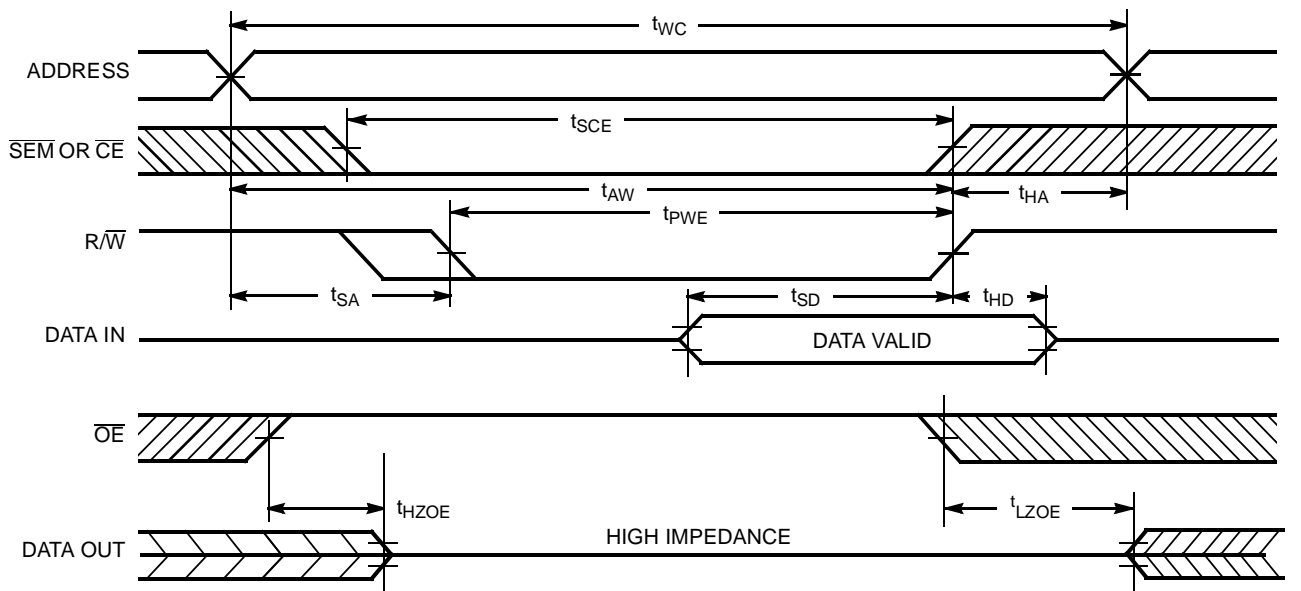 tWC
ADDRESS
tSCE
SEM OR CE
tAW
tHA
tPWE
R/W
tSA
tSD
tHD
DATA IN
DATA VALID
OE
tHZOE
tLZOE
HIGH IMPEDANCE
DATA OUT